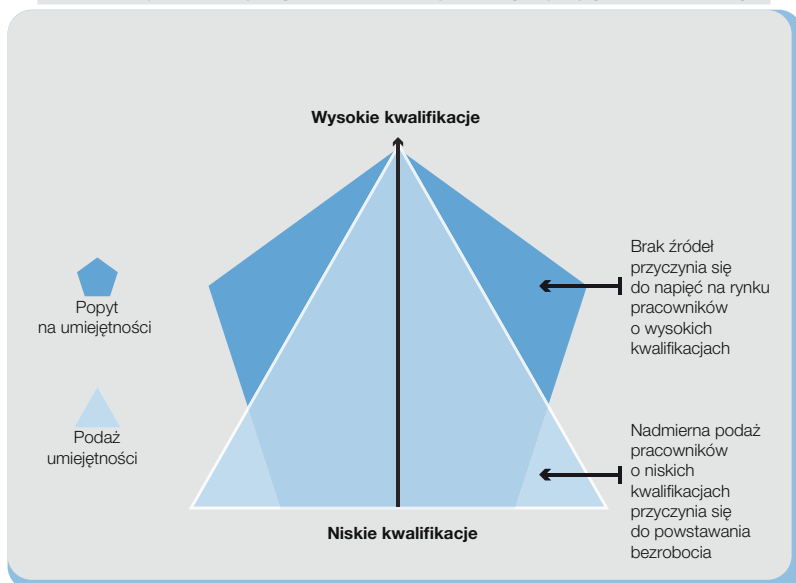 Wysokie kwalifikacje
Popyt
na umiejętności
Podaż
umiejętności
Brak źródeł
przyczynia się
do napięć na rynku
pracowników
o wysokich
kwalifikacjach
Nadmierna podaż
pracowników
o niskich
kwalifikacjach
przyczynia się
do powstawania
bezrobocia
Niskie kwalifikacje